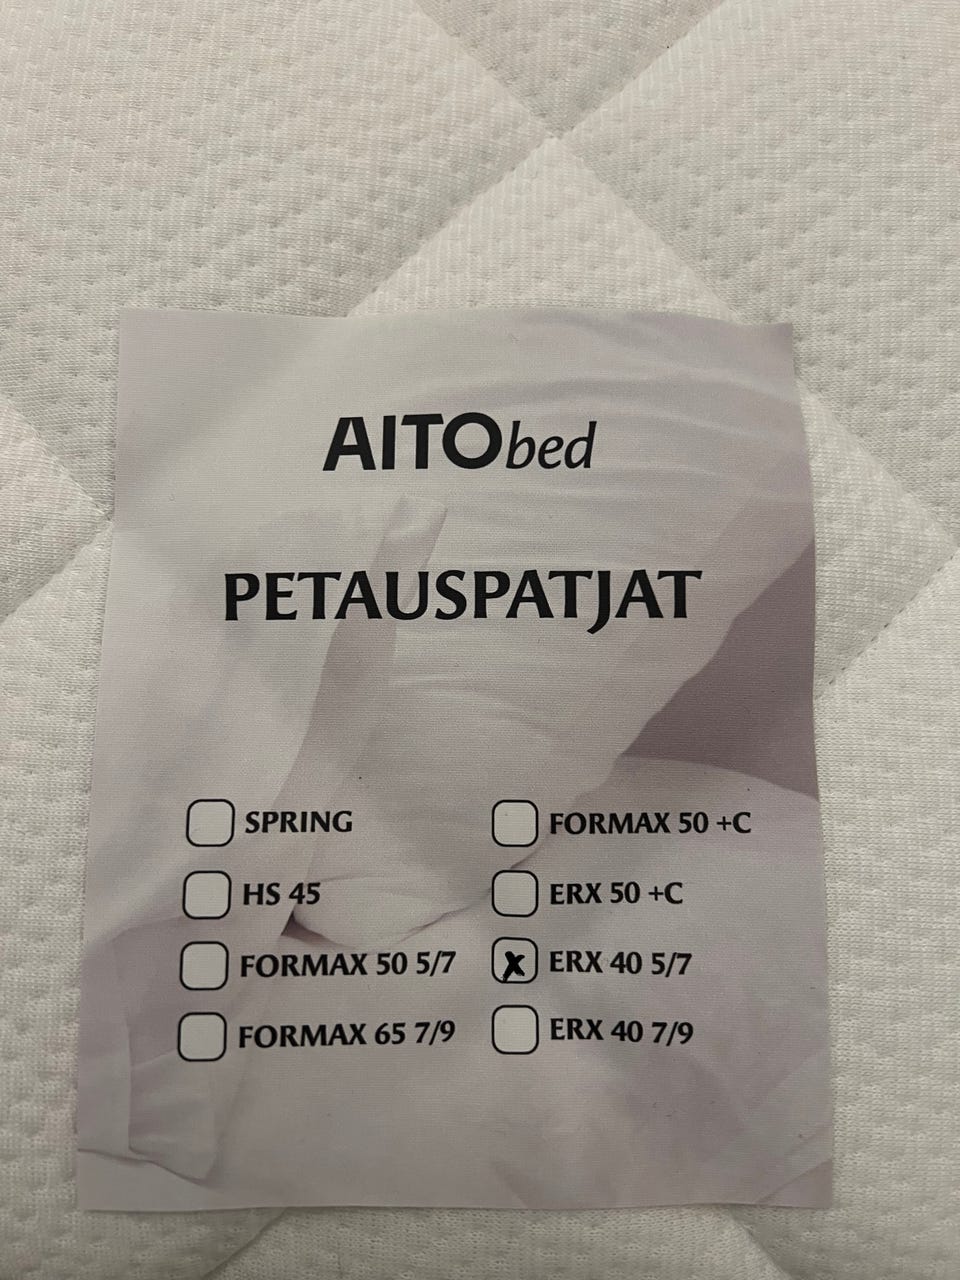 AITObed
PETAUSPATJAT
SPRING
HS 45
FORMAX 50 5/7
FORMAX 65 7/9
FORMAX 50 +C
ERX 50 +C
X ERX 40 5/7
ERX 40 7/9